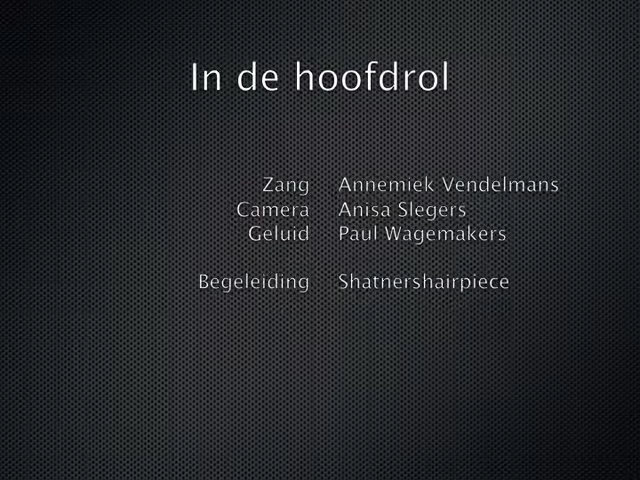 In de hoofdrol
Zang Annemiek Vendelmans
Camera Anisa Slegers
Geluid Paul Wagemakers
Begeleiding Shatnershairpiece